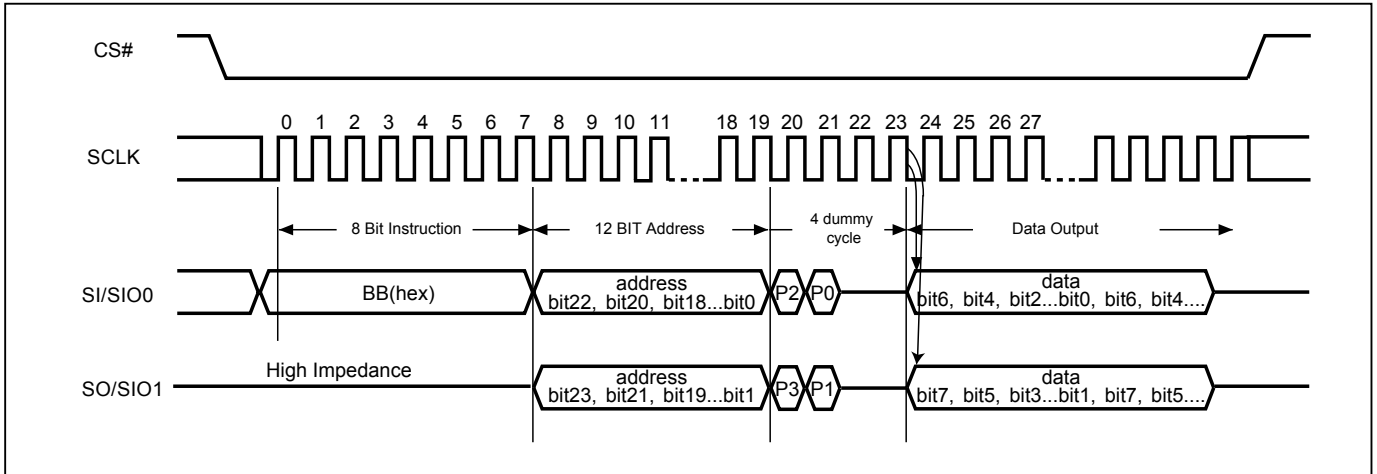 CS#
0 1 2 3 4 5 6 7 8 9 10 11 18 19 20 21 22 23 24 25 26 27
SCLK
8 Bit Instruction
12 BIT Address
4 dummy
cycle
Data Output
SI/SIO0
BB(hex)
address
bit22, bit20, bit18...bit0
P2
P0
data
bit6, bit4, bit2...bit0, bit6, bit4....
High Impedance
SO/SIO1
address
bit23, bit21, bit19...bit1
P3
P1
data
bit7, bit5, bit3...bit1, bit7, bit5....